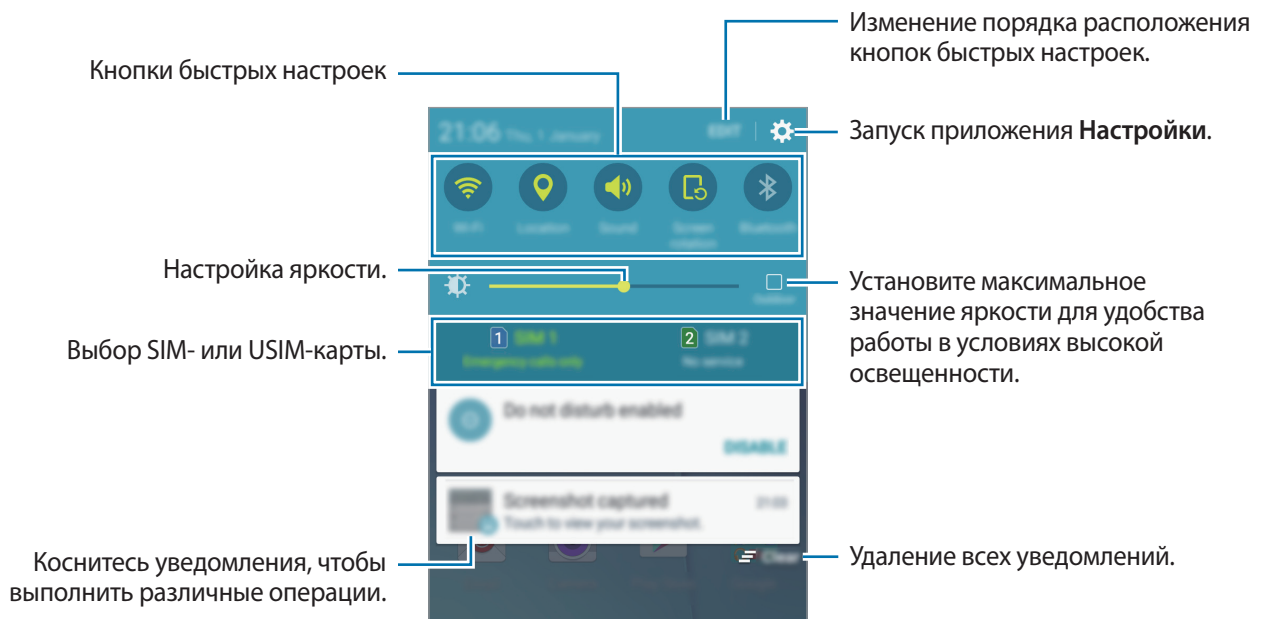 Изменение порядка расположения
кнопок быстрых настроек.
Кнопки быстрых настроек
21:06 Thu, 1 January
EDIT
Запуск приложения Настройки.
Wi-Fi
Location
Sound
Screen
rotation
Bluetooth
Настройка яркости.
Outdoor
Установите максимальное
значение яркости для удобства
работы в условиях высокой
освещенности.
Выбор SIM- или USIM-карты.
1 SIM 1
Emergency calls only
2 SIM 2
No service
Do not disturb enabled
DISABLE
Screenshot captured
Touch to view your screenshot.
Clear
Удаление всех уведомлений.
Коснитесь уведомления, чтобы
выполнить различные операции.